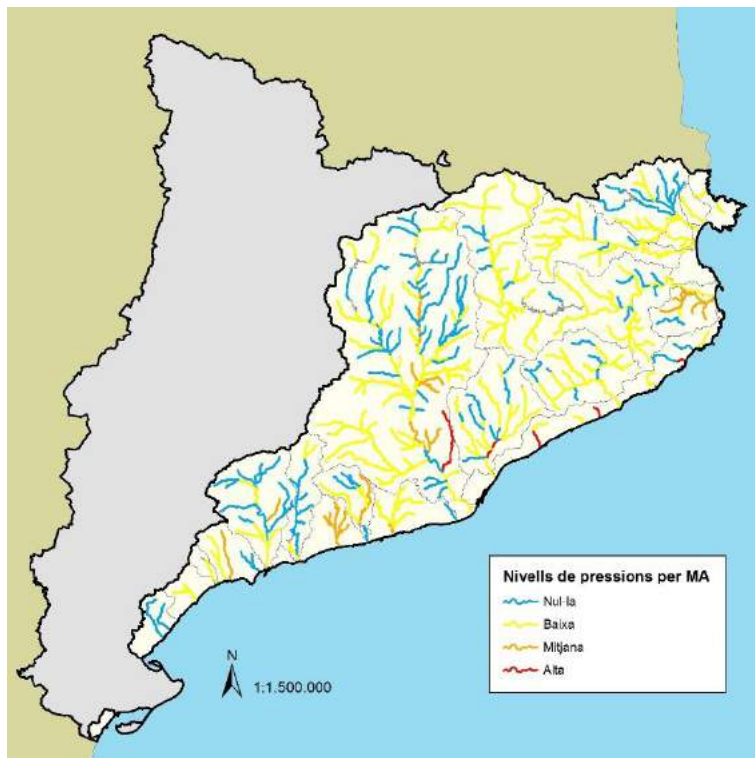 Nivells de pressions per MA
Nul·la
Baixa
Mitjana
Alta
N
1:1.500.000